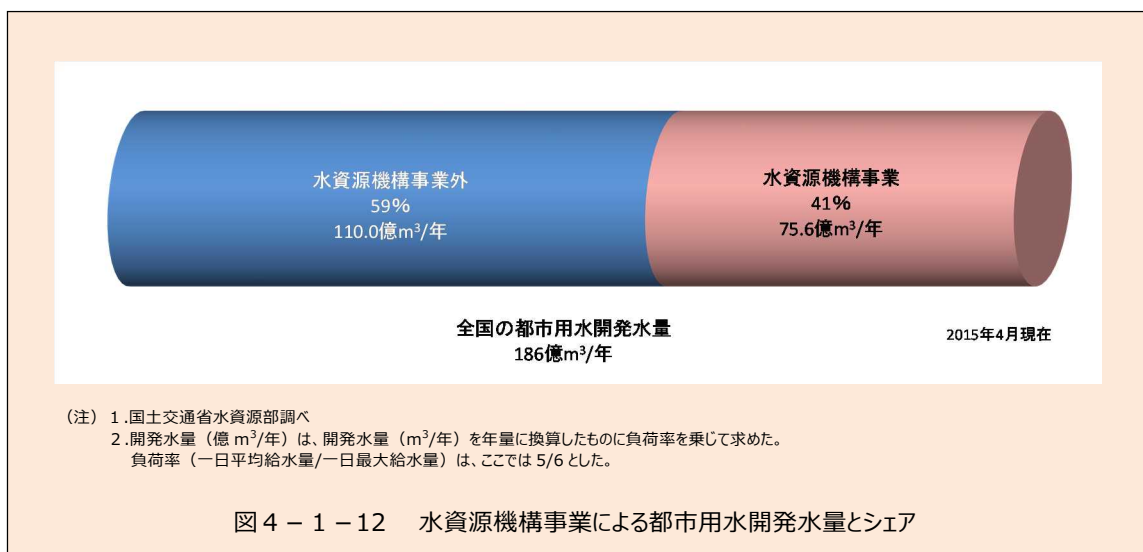 水資源機構事業外
59%
110.0億m³/年
水資源機構事業
41%
75.6億m³/年
全国の都市用水開発水量
186億m³/年
2015年4月現在
（注）１.国土交通省水資源部調べ
２.開発水量（億 m³/年）は、開発水量（m³/年）を年量に換算したものに負荷率を乗じて求めた。
負荷率（一日平均給水量/一日最大給水量）は、ここでは 5/6 とした。
図４－１－12　水資源機構事業による都市用水開発水量とシェア